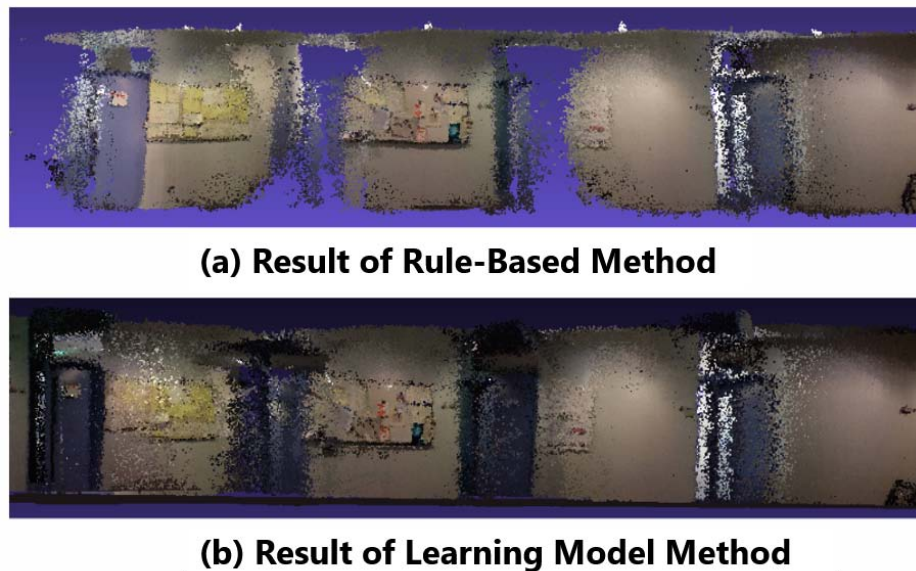 (a) Result of Rule-Based Method
(b) Result of Learning Model Method